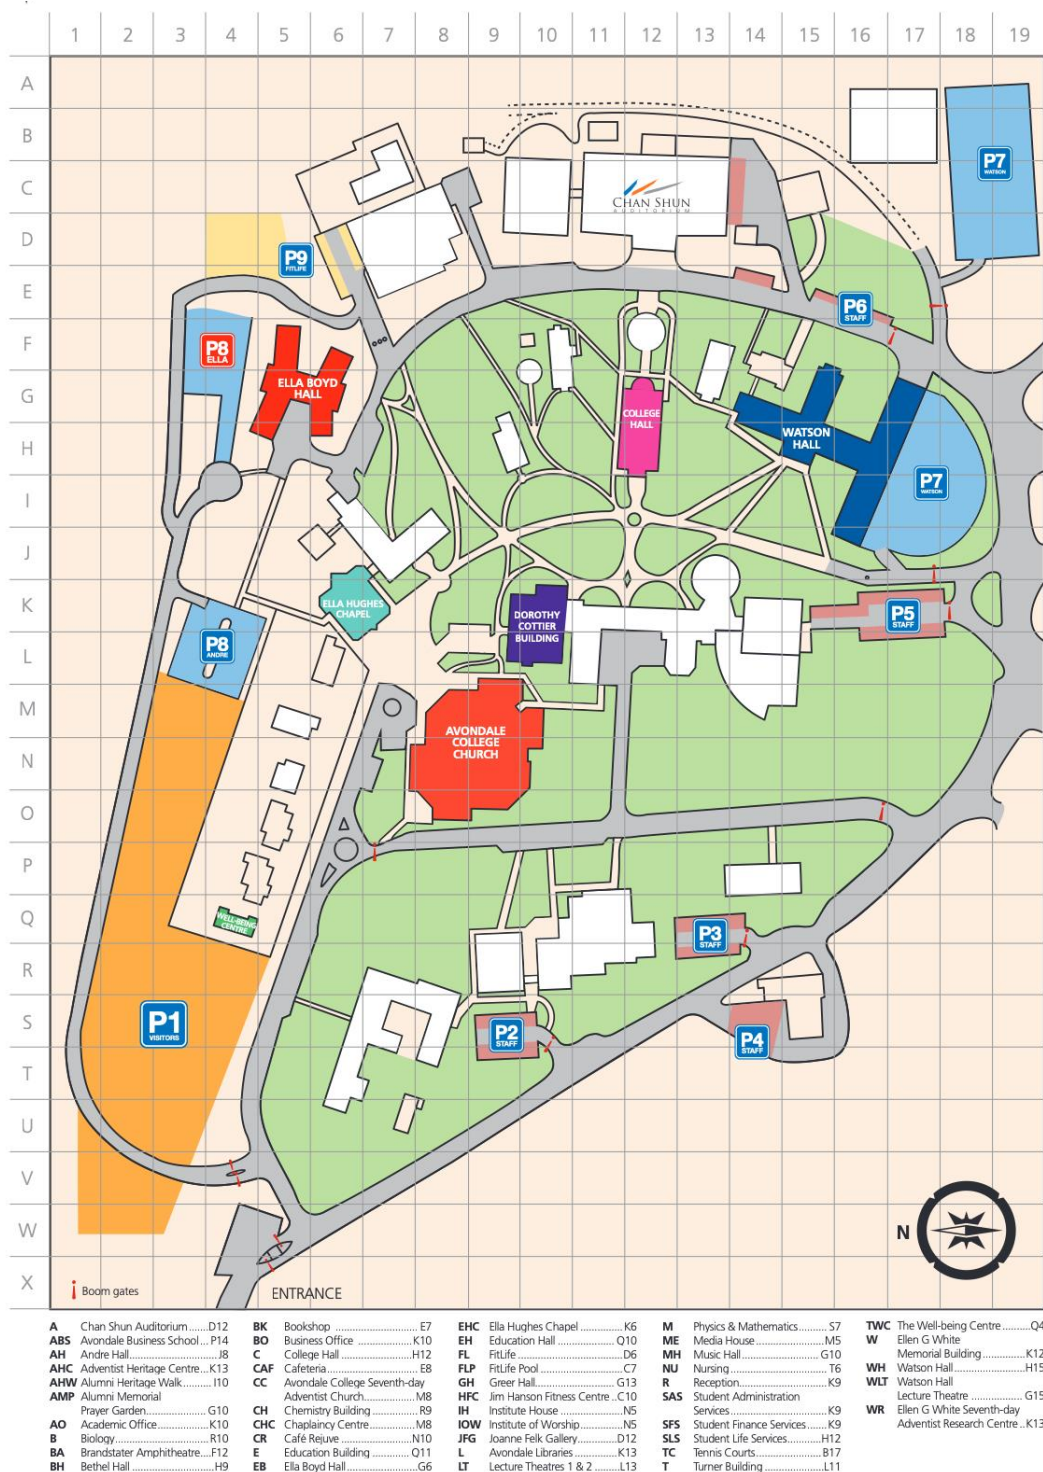 1 2 3 4 5 6 7 8 9 10 11 12 13 14 15 16 17 18 19
A
B
C
D
E
F
G
H
I
J
K
L
M
N
O
P
Q
R
S
T
U
V
W
X
CHAN SHUN
AUDITORIUM
P7
WATSON
P9
FITLIFE
P6
STAFF
P8
ELLA
ELLA BOYD
HALL
COLLEGE
HALL
WATSON
HALL
P7
WATSON
ELLA HUGHES
CHAPEL
DOROTHY
COTTIER
BUILDING
P5
STAFF
P8
ANDRE
AVONDALE
COLLEGE
CHURCH
WELL-BEING
CENTRE
P3
STAFF
P1
VISITORS
P2
STAFF
P4
STAFF
N
Boom gates
ENTRANCE
A Chan Shun Auditorium.......D12
ABS Avondale Business School...P14
AH Andre Hall.......................J8
AHC Adventist Heritage Centre...K13
AHW Alumni Heritage Walk.........I10
AMP Alumni Memorial
Prayer Garden...................G10
AO Academic Office................K10
B Biology............................R10
BA Brandstater Amphitheatre....F12
BH Bethel Hall.......................H9
BK Bookshop........................E7
BO Business Office.................K10
C College Hall.....................H12
CAF Cafeteria.........................E8
CC Avondale College Seventh-day
Adventist Church...............M8
CH Chemistry Building............R9
CHC Chaplaincy Centre.............M8
CR Café Rejuve.....................N10
E Education Building............Q11
EB Ella Boyd Hall...................G6
EHC Ella Hughes Chapel............K6
EH Education Hall..................Q10
FL FitLife.............................D6
FLP FitLife Pool.......................C7
GH Greer Hall.......................G13
HFC Jim Hanson Fitness Centre...C10
IH Institute House.................N5
IOW Institute of Worship............N5
JFG Joanne Felk Gallery............D12
L Avondale Libraries..............K13
LT Lecture Theatres 1 & 2.......L13
M Physics & Mathematics.........S7
ME Media House....................M5
MH Music Hall.......................G10
NU Nursing...........................T6
R Reception.........................K9
SAS Student Administration
Services...........................K9
SFS Student Finance Services......K9
SLS Student Life Services...........H12
TC Tennis Courts...................B17
T Turner Building..................L11
TWC The Well-being Centre.........Q4
W Ellen G White
Memorial Building..............K12
WH Watson Hall.....................H15
WLT Watson Hall
Lecture Theatre.................G15
WR Ellen G White Seventh-day
Adventist Research Centre...K13